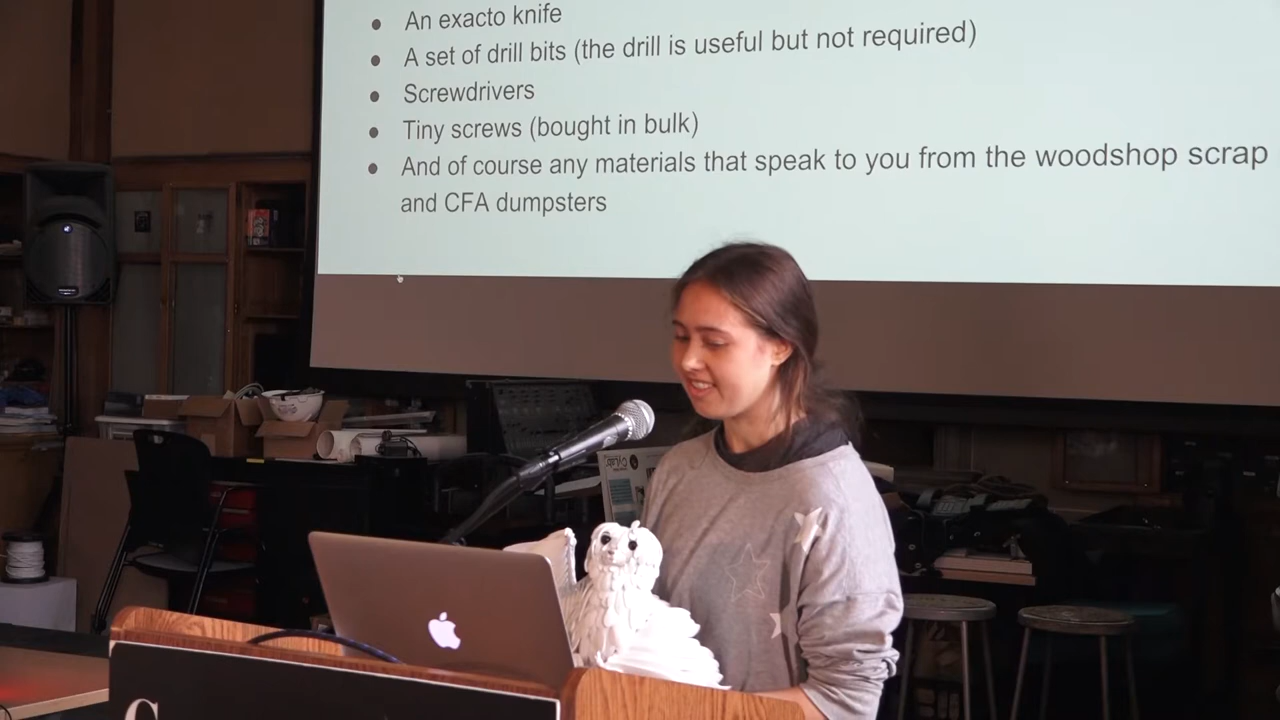 ● An exacto knife
● A set of drill bits (the drill is useful but not required)
● Screwdrivers
● Tiny screws (bought in bulk)
● And of course any materials that speak to you from the woodshop scrap
and CFA dumpsters
CyLab
C